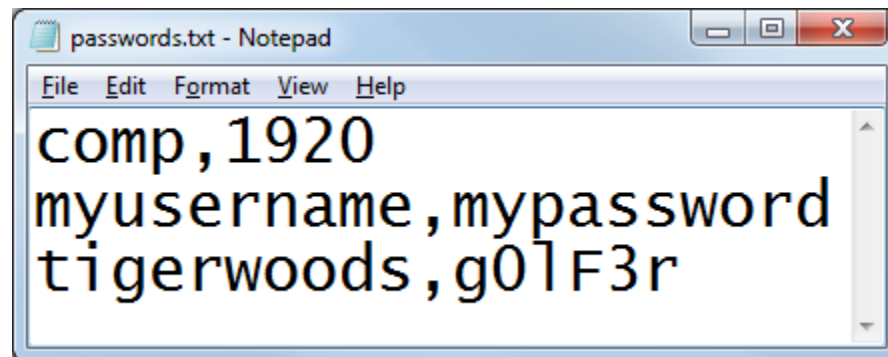 passwords.txt - Notepad
File Edit Format View Help
comp,1920
myusername,mypassword
tigerwoods,g0lF3r